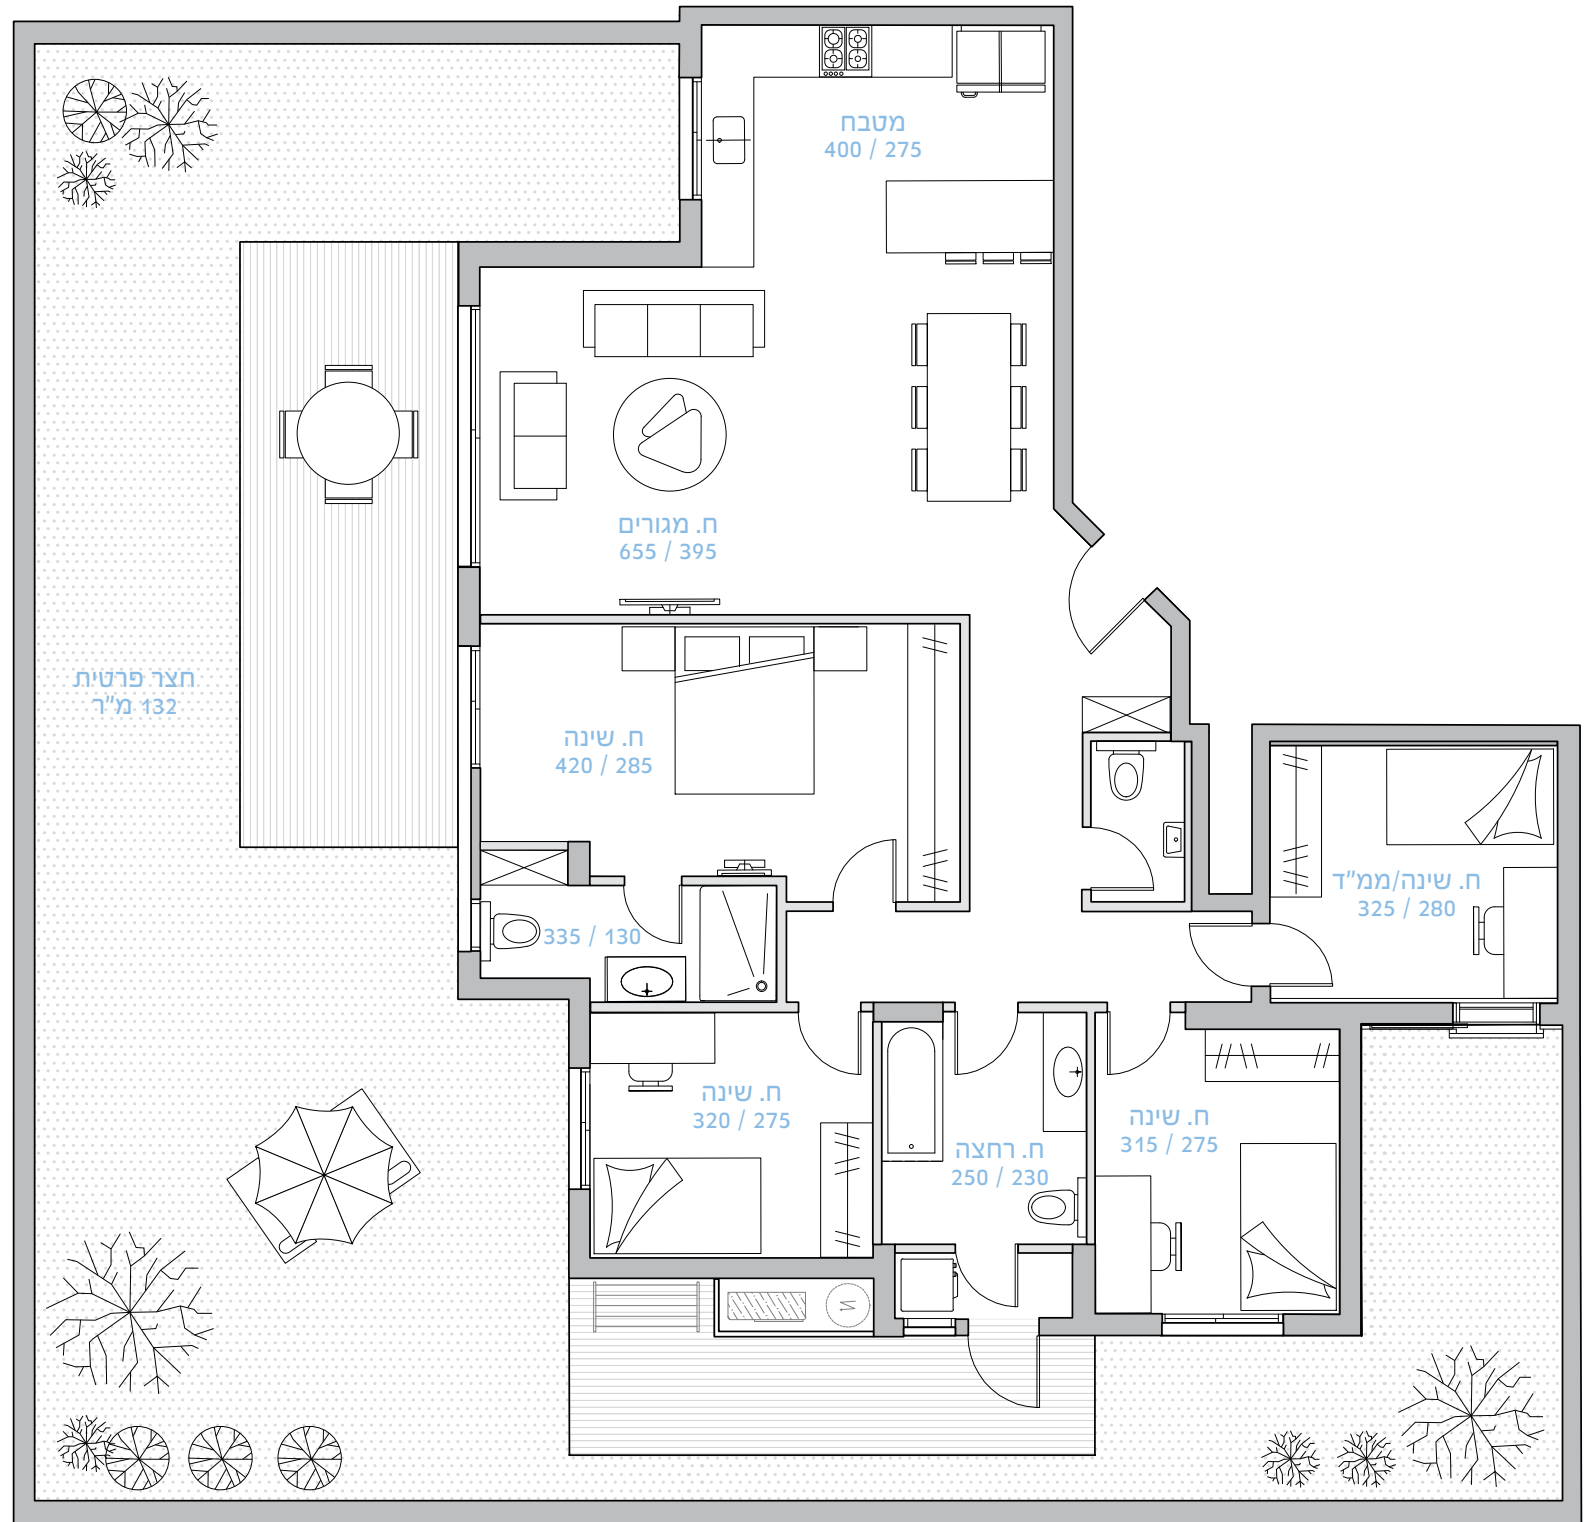 מטבח
400 / 275
ח. מגורים
655 / 395
חצר פרטית
132 מ"ר
ח. שינה
420 / 285
ח. שינה/ממ"ד
325 / 280
335 / 130
ח. שינה
320 / 275
ח. רחצה
250 / 230
ח. שינה
315 / 275